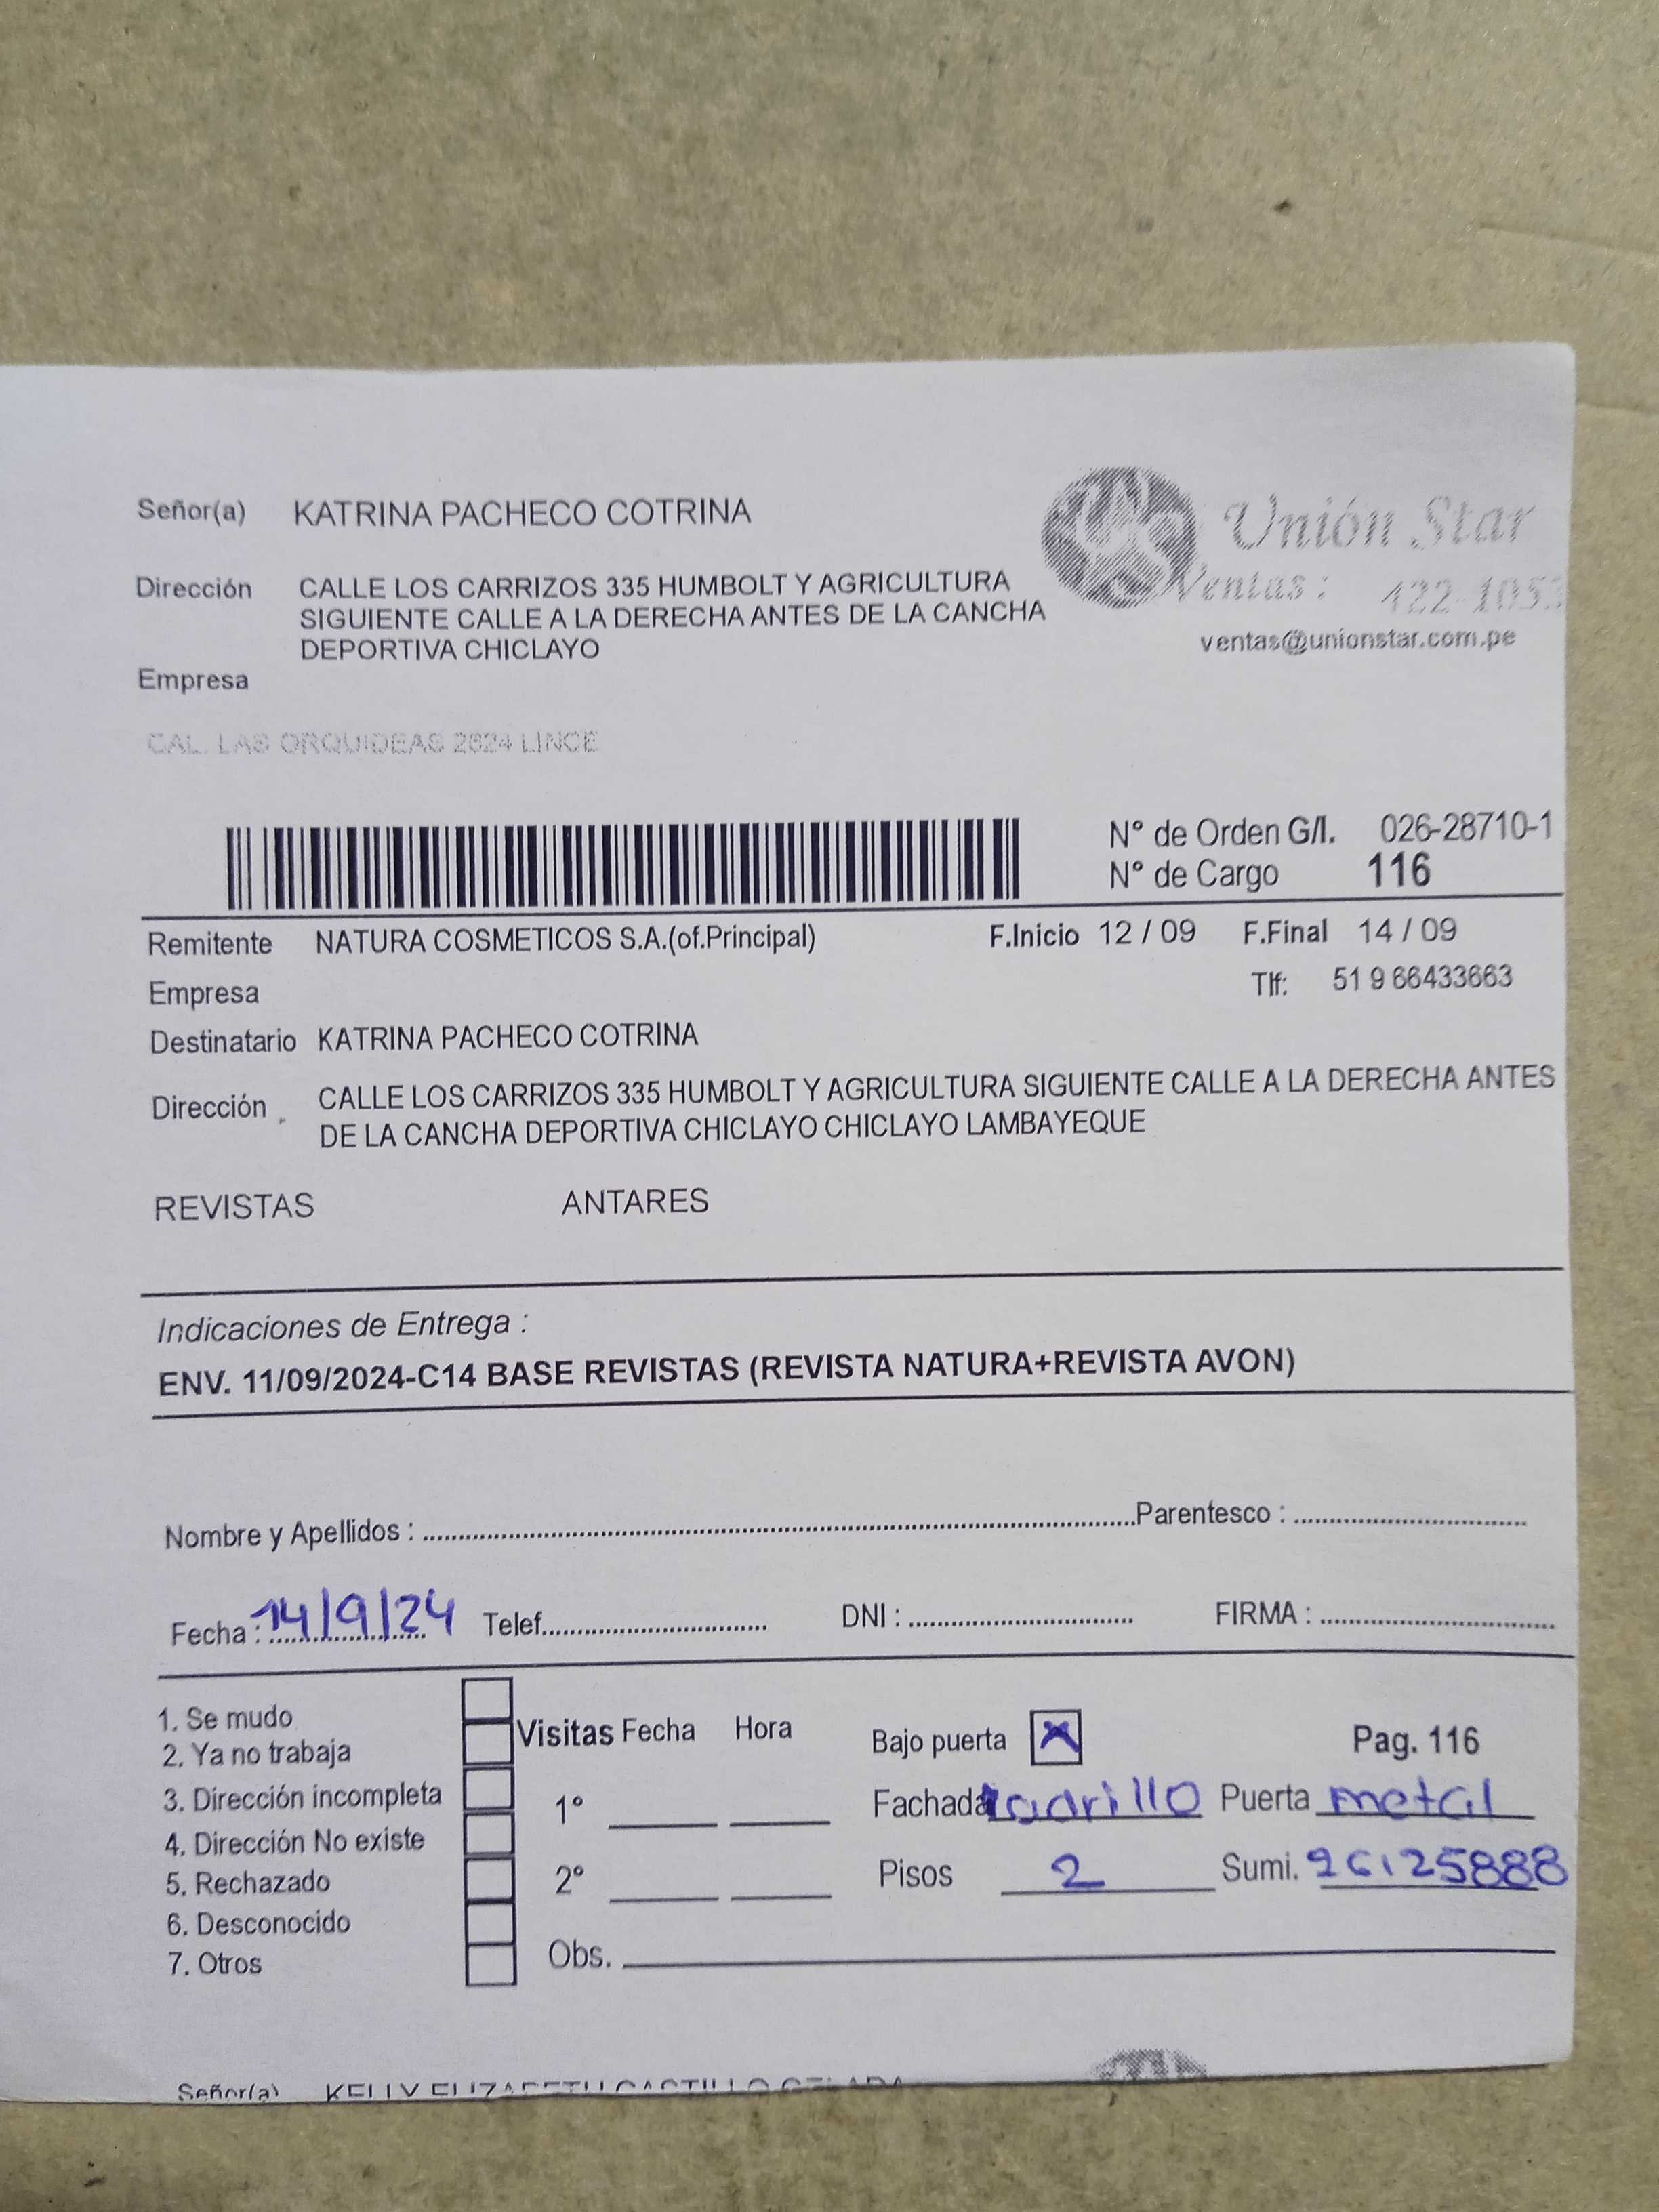 Señor(a) KATRINA PACHECO COTRINA
Unión Star
Dirección CALLE LOS CARRIZOS 335 HUMBOLT Y AGRICULTURA
SIGUIENTE CALLE A LA DERECHA ANTES DE LA CANCHA
DEPORTIVA CHICLAYO
Ventas : 422-1053
ventas@unionstar.com.pe
Empresa
CAL. LAS ORQUIDEAS 2624 LINCE
N° de Orden G/I. 026-28710-1
N° de Cargo 116
Remitente NATURA COSMETICOS S.A.(of.Principal) F.Inicio 12 / 09 F.Final 14 / 09
Empresa Tlf: 51 9 66433663
Destinatario KATRINA PACHECO COTRINA
Dirección CALLE LOS CARRIZOS 335 HUMBOLT Y AGRICULTURA SIGUIENTE CALLE A LA DERECHA ANTES
DE LA CANCHA DEPORTIVA CHICLAYO CHICLAYO LAMBAYEQUE
REVISTAS ANTARES
Indicaciones de Entrega :
ENV. 11/09/2024-C14 BASE REVISTAS (REVISTA NATURA+REVISTA AVON)
Nombre y Apellidos : Parentesco :
Fecha : 14/9/24 Telef. DNI : FIRMA :
1. Se mudo
2. Ya no trabaja
3. Dirección incompleta
4. Dirección No existe
5. Rechazado
6. Desconocido
7. Otros
Visitas Fecha Hora
1°
2°
Obs.
Bajo puerta X Pag. 116
Fachada ladrillo Puerta metal
Pisos 2 Sumi. 26125888
Señor(a) KELLY ELIZABETH CASTILLO